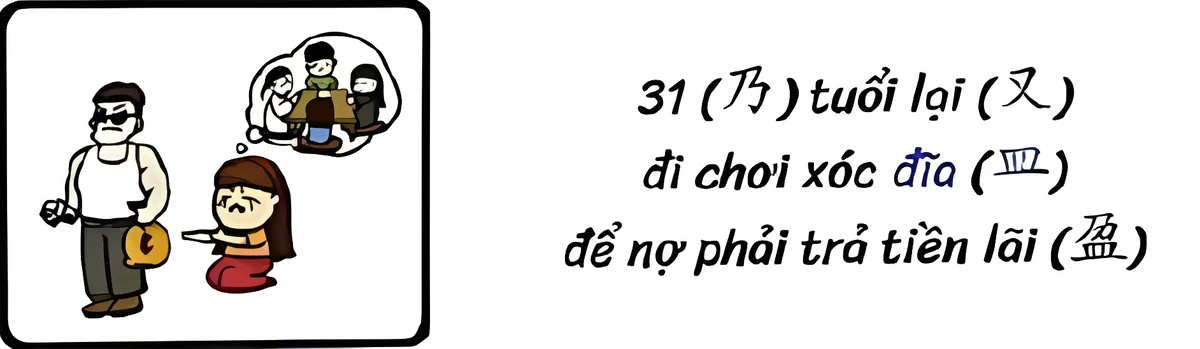 31 (乃) tuổi lại (又)
đi chơi xóc đĩa (皿)
để nợ phải trả tiền lãi (盈)